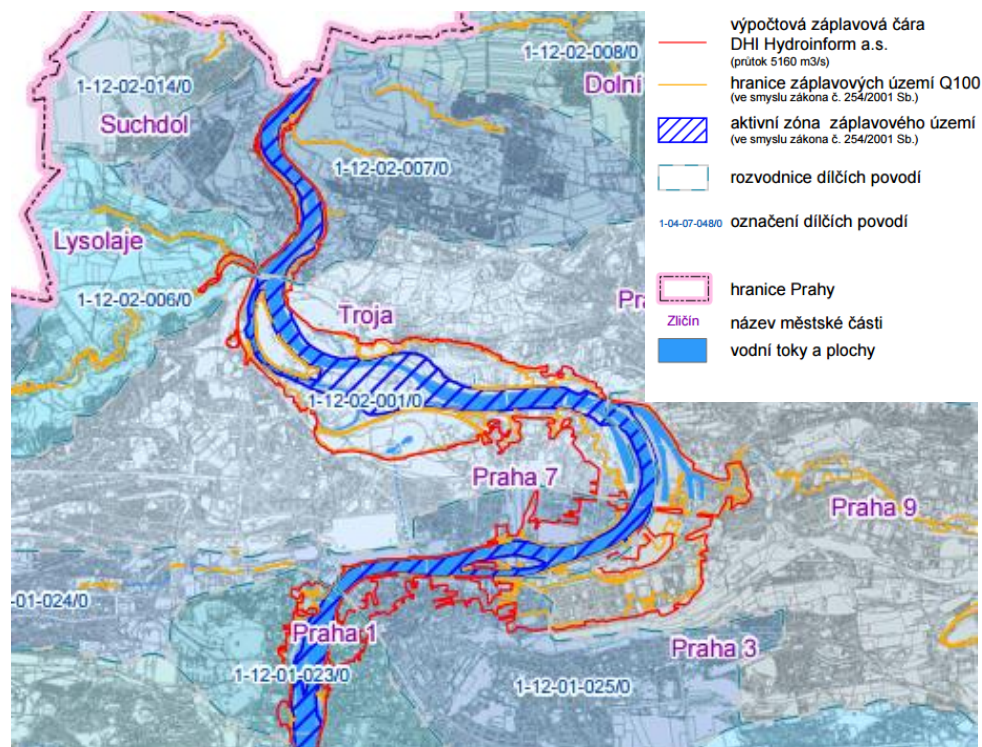 1-12-02-008/0
1-12-02-014/0
Dolní
Suchdol
1-12-02-007/0
Lysolaje
1-12-02-006/0
Troja
1-12-02-001/0
Praha 7
Praha 9
-01-024/0
Praha 1
Praha 3
1-12-01-023/0
1-12-01-025/0
výpočtová záplavová čára
DHI Hydroinform a.s.
(průtok 5160 m3/s)
hranice záplavových území Q100
(ve smyslu zákona č. 254/2001 Sb.)
aktivní zóna záplavového území
(ve smyslu zákona č. 254/2001 Sb.)
rozvodnice dílčích povodí
1-04-07-048/0 označení dílčích povodí
hranice Prahy
Zličín název městské části
vodní toky a plochy